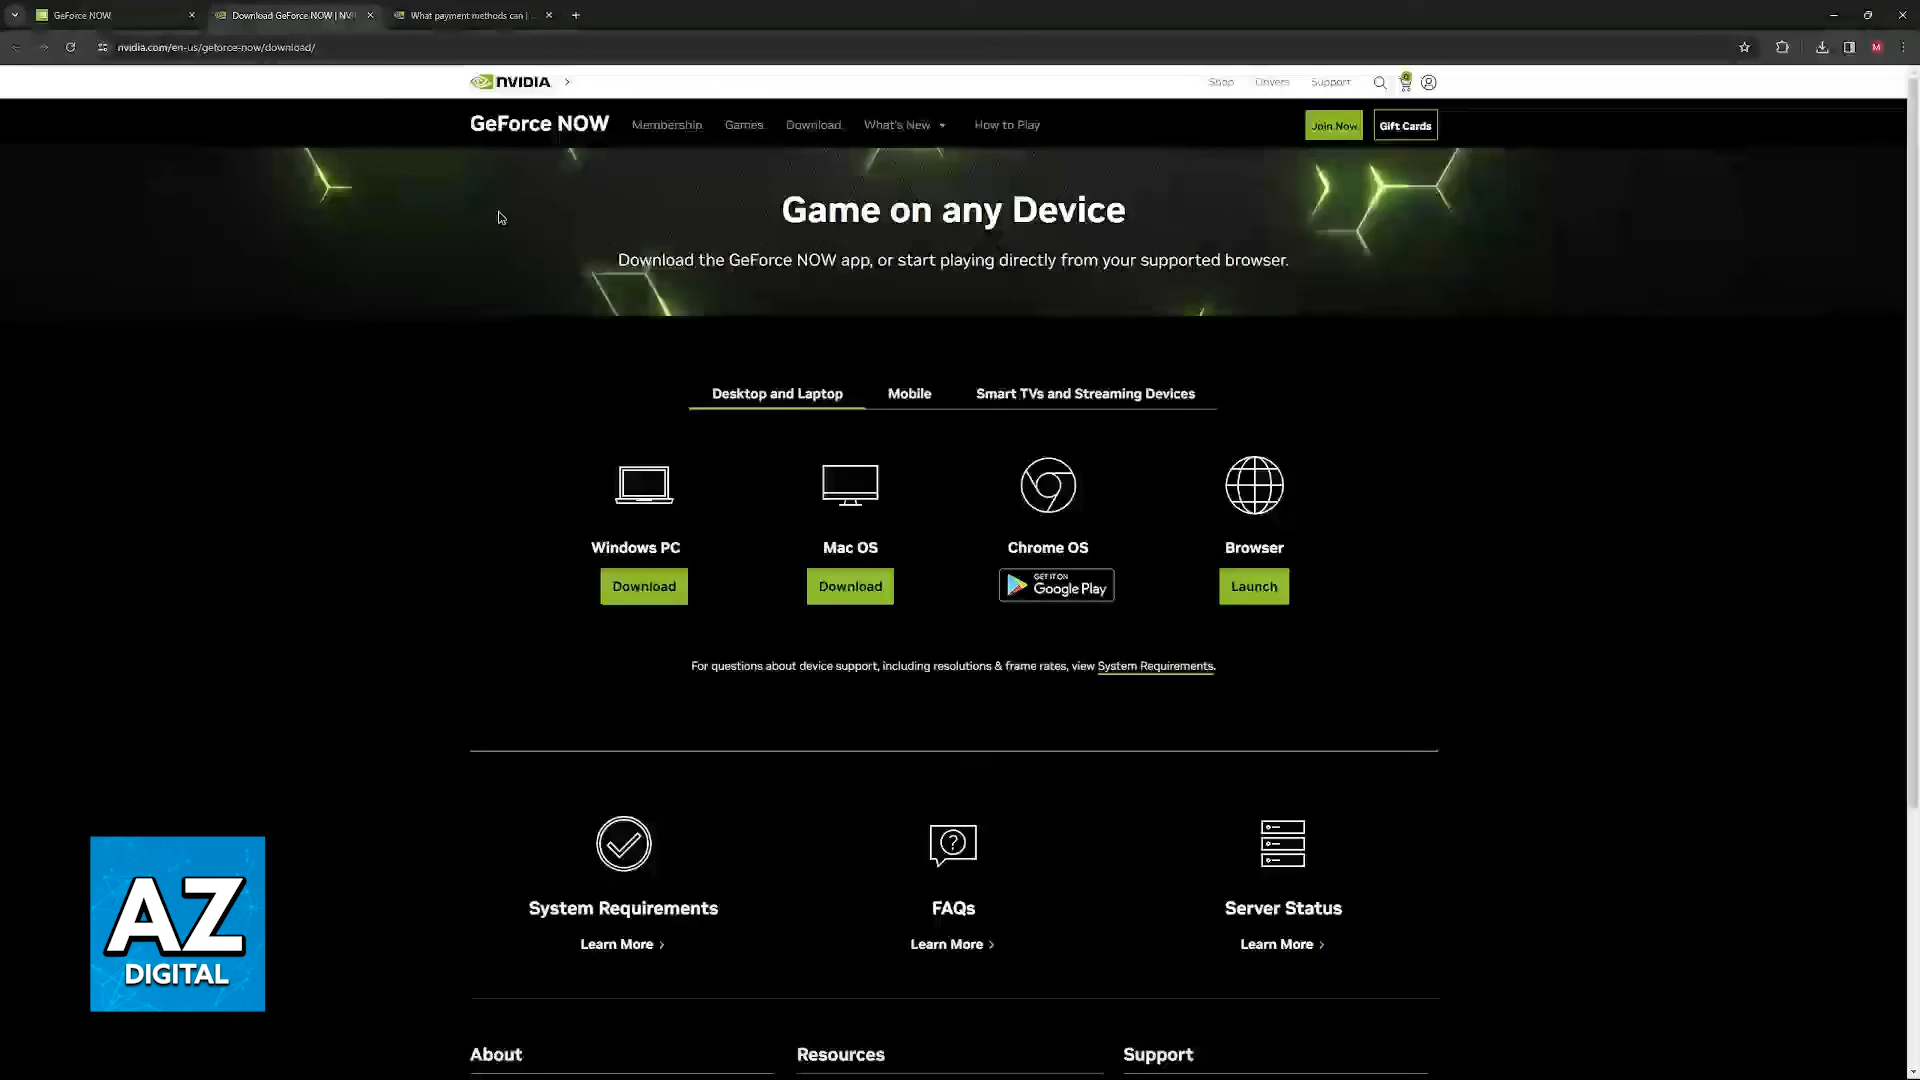 GeForce NOW
Download GeForce NOW | NVI
What payment methods can |
nvidia.com/en-us/geforce-now/download/
M
NVIDIA
Shop Drivers Support
GeForce NOW Membership Games Download What's New How to Play Join Now Gift Cards
Game on any Device
Download the GeForce NOW app, or start playing directly from your supported browser.
Desktop and Laptop Mobile Smart TVs and Streaming Devices
Windows PC Mac OS Chrome OS Browser
Download Download GET IT ON Google Play Launch
For questions about device support, including resolutions & frame rates, view System Requirements.
System Requirements FAQs Server Status
Learn More Learn More Learn More
AZ
DIGITAL
About Resources Support